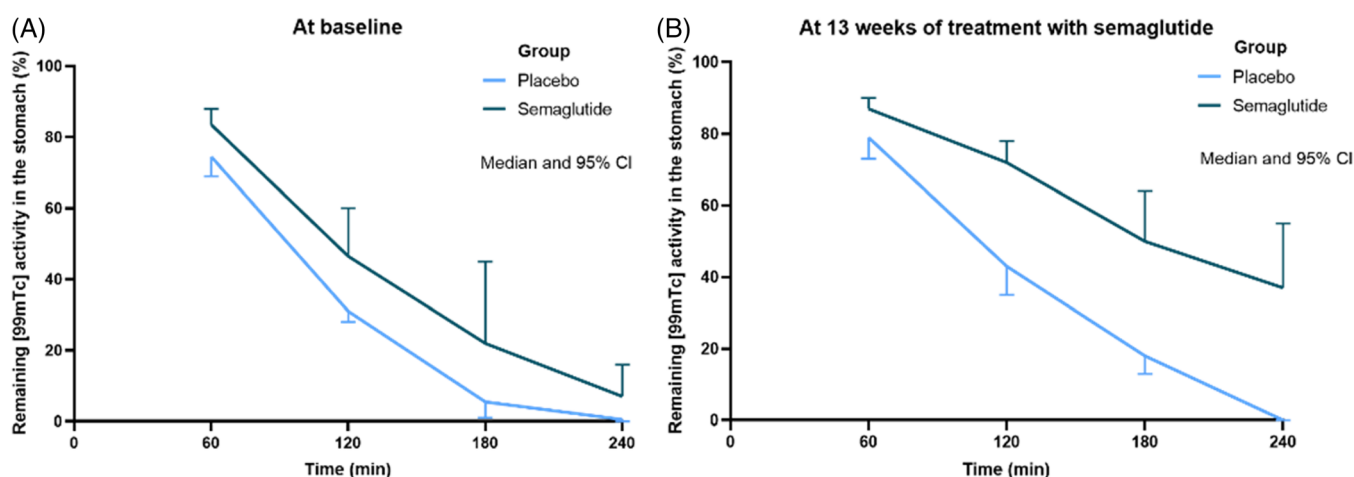 (A)
At baseline
Group
Placebo
Semaglutide
Median and 95% CI
Remaining [99mTc] activity in the stomach (%)
100
80
60
40
20
0
0 60 120 180 240
Time (min)
(B)
At 13 weeks of treatment with semaglutide
Group
Placebo
Semaglutide
Median and 95% CI
Remaining [99mTc] activity in the stomach (%)
100
80
60
40
20
0
0 60 120 180 240
Time (min)